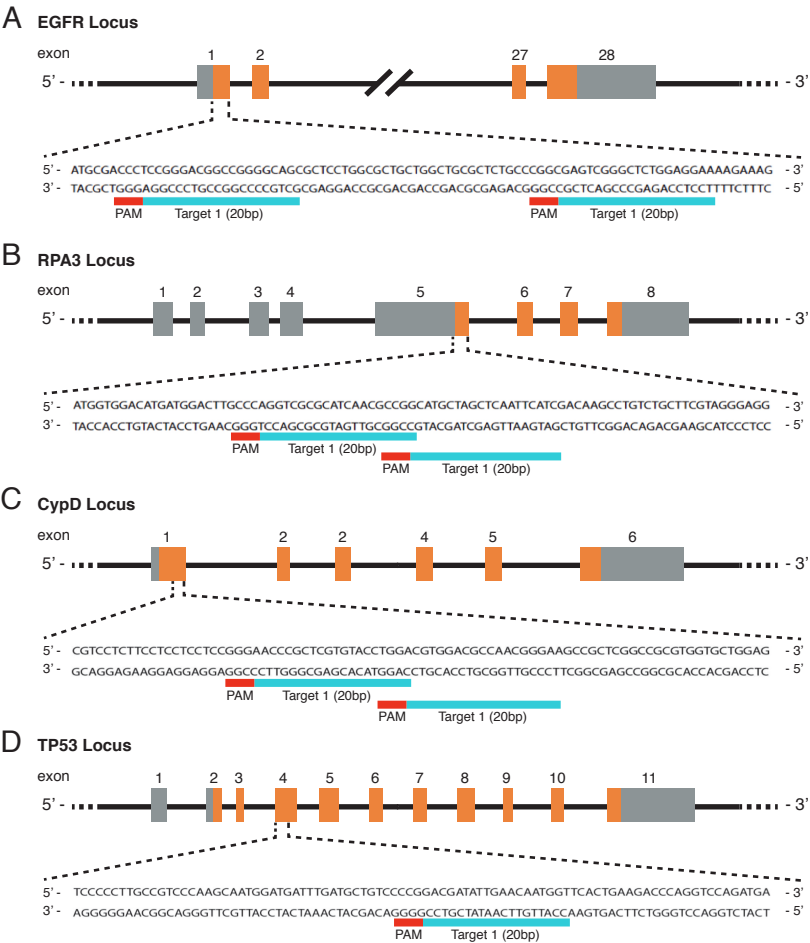 A EGFR Locus
exon 1 2 27 28
5' - - 3'
5' - ATGCGACCCTCCGGGACGGCCGGGGCAGCGCTCCTGGCGCTGCTGGCTGCGCTCTGCCCGGCGAGTCGGGCTCTGGAGGAAAAGAAAG - 3'
3' - TACGCTGGGAGGCCCTGCCGGCCCCGTCGCGAGGACCGCGACGACCGACGCGAGACGGGCCGCTCAGCCCGAGACCTCCTTTTCTTTC - 5'
PAM Target 1 (20bp) PAM Target 1 (20bp)
B RPA3 Locus
exon 1 2 3 4 5 6 7 8
5' - - 3'
5' - ATGGTGGACATGATGGACTTGCCCAGGTCGCGCATCAACGCCGGCATGCTAGCTCAATTCATCGACAAGCCTGTCTGCTTCGTAGGGAGG - 3'
3' - TACCACCTGTACTACCTGAACGGGTCCAGCGCGTAGTTGCGGCCGTACGATCGAGTTAAGTAGCTGTTCGGACAGACGAAGCATCCCTCC - 5'
PAM Target 1 (20bp)
PAM Target 1 (20bp)
C CypD Locus
exon 1 2 2 4 5 6
5' - - 3'
5' - CGTCCTCTTCCTCCTCCTCCGGGAACCCGCTCGTGTACCTGGACGTGGACGCCAACGGGAAGCCGCTCGGCCGCGTGGTGCTGGAG - 3'
3' - GCAGGAGAAGGAGGAGGAGGCCCTTGGGCGAGCACATGGACCTGCACCTGCGGTTGCCCTTCGGCGAGCCGGCGCACCACGACCTC - 5'
PAM Target 1 (20bp)
PAM Target 1 (20bp)
D TP53 Locus
exon 1 2 3 4 5 6 7 8 9 10 11
5' - - 3'
5' - TCCCCCTTGCCGTCCCAAGCAATGGATGATTTGATGCTGTCCCCGGACGATATTGAACAATGGTTCACTGAAGACCCAGGTCCAGATGA - 3'
3' - AGGGGGAACGGCAGGGTTCGTTACCTACTAAACTACGACAGGGGCCTGCTATAACTTGTTACCAAGTGACTTCTGGGTCCAGGTCTACT - 5'
PAM Target 1 (20bp)